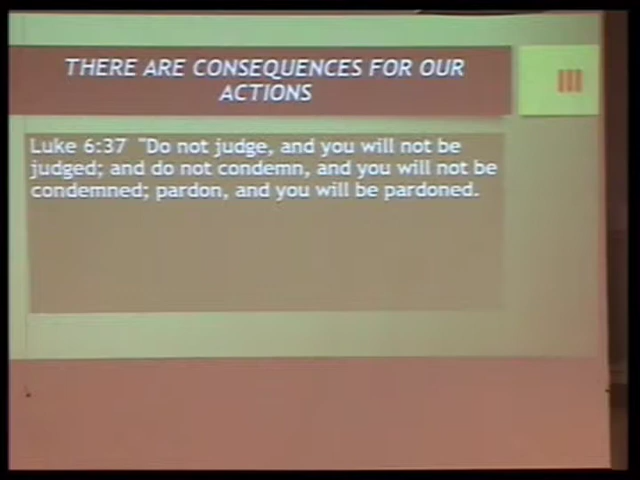 THERE ARE CONSEQUENCES FOR OUR
ACTIONS
III
Luke 6:37 "Do not judge, and you will not be
judged; and do not condemn, and you will not be
condemned; pardon, and you will be pardoned.